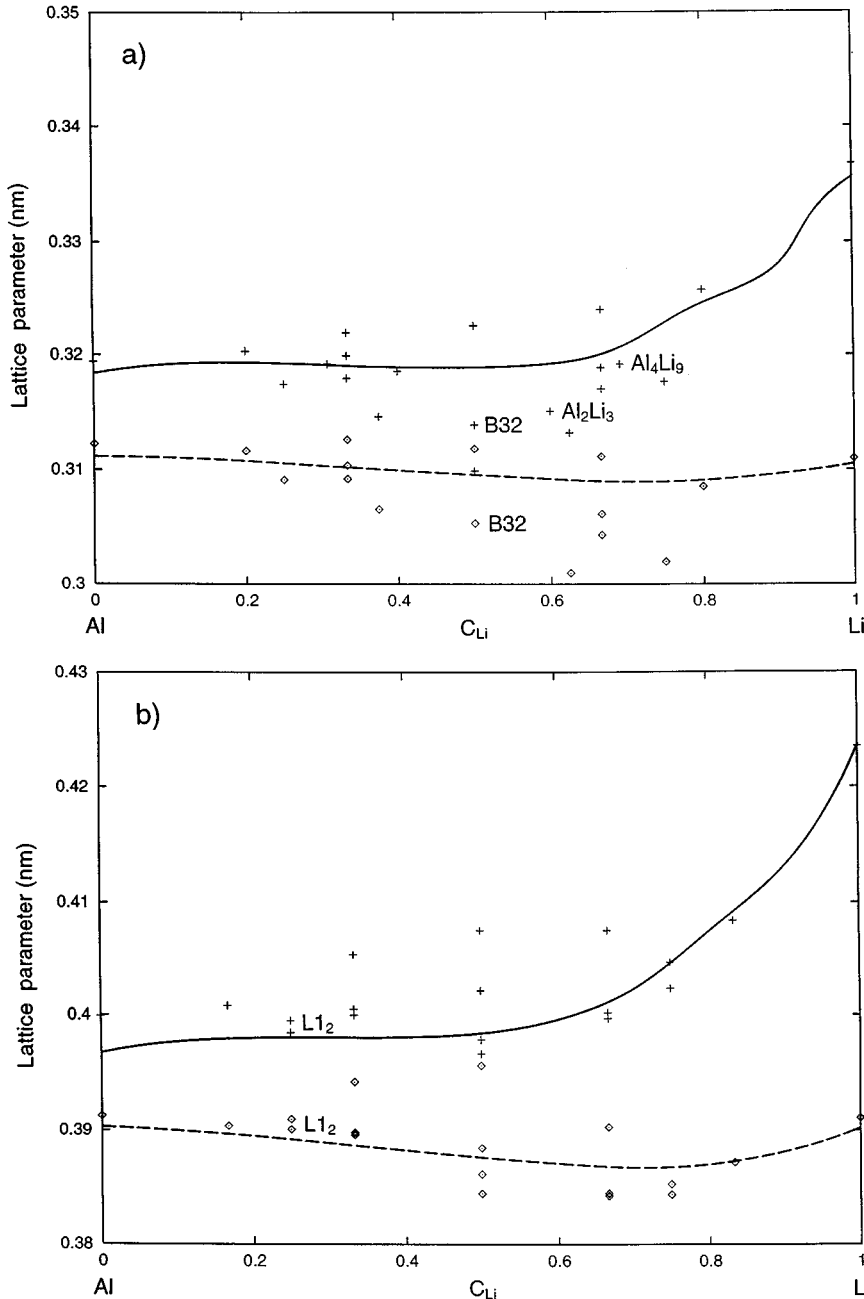 a)
0.35
0.34
0.33
0.32
0.31
0.3
Lattice parameter (nm)
Al₄Li₉
Al₂Li₃
B32
B32
0 0.2 0.4 0.6 0.8 1
Al C_Li Li
b)
0.43
0.42
0.41
0.4
0.39
0.38
Lattice parameter (nm)
L1₂
L1₂
0 0.2 0.4 0.6 0.8 1
Al C_Li L